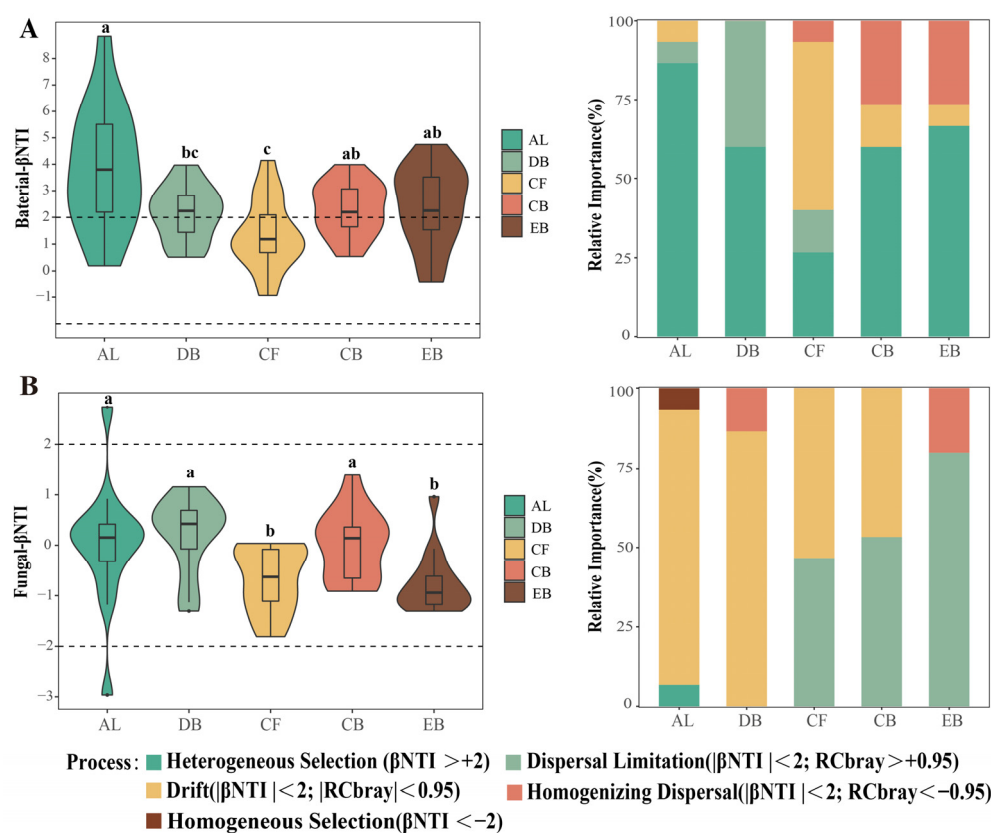 A
Baterial-βNTI
8
7
6
5
4
3
2
1
0
−1
a
bc
c
ab
ab
AL
DB
CF
CB
EB
AL
DB
CF
CB
EB
Relative Importance(%)
100
75
50
25
0
AL
DB
CF
CB
EB
B
Fungal-βNTI
2
1
0
−1
−2
−3
a
a
b
a
b
AL
DB
CF
CB
EB
AL
DB
CF
CB
EB
Relative Importance(%)
100
75
50
25
0
AL
DB
CF
CB
EB
Process: Heterogeneous Selection (βNTI >+2) Dispersal Limitation(|βNTI |<2; RCbray>+0.95)
Drift(|βNTI |<2; |RCbray|<0.95) Homogenizing Dispersal(|βNTI |<2; RCbray<−0.95)
Homogeneous Selection(βNTI <−2)